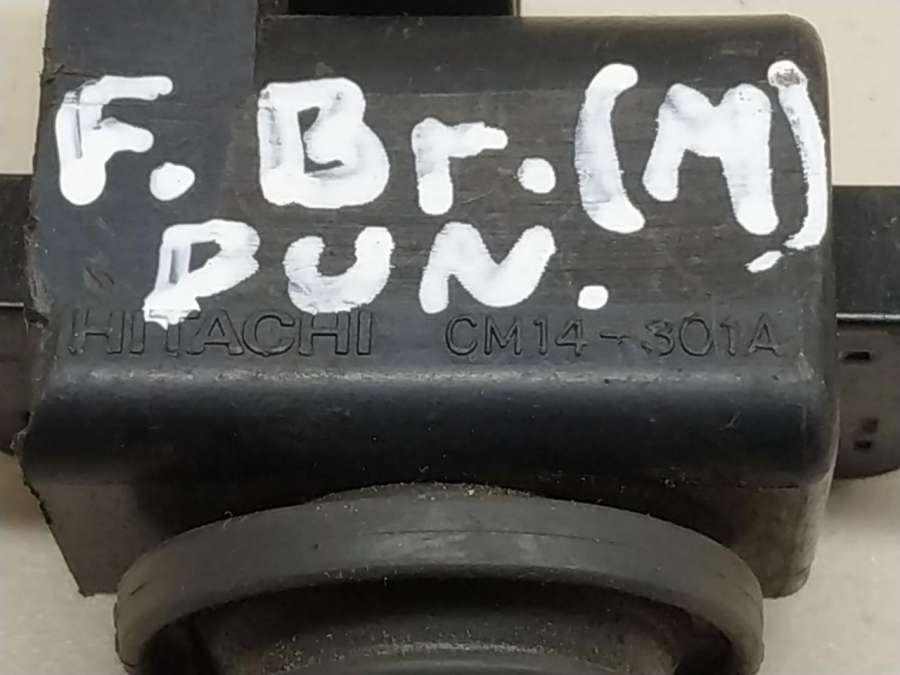 F. Br. (M)
DUN.
HITACHI CM14-301A